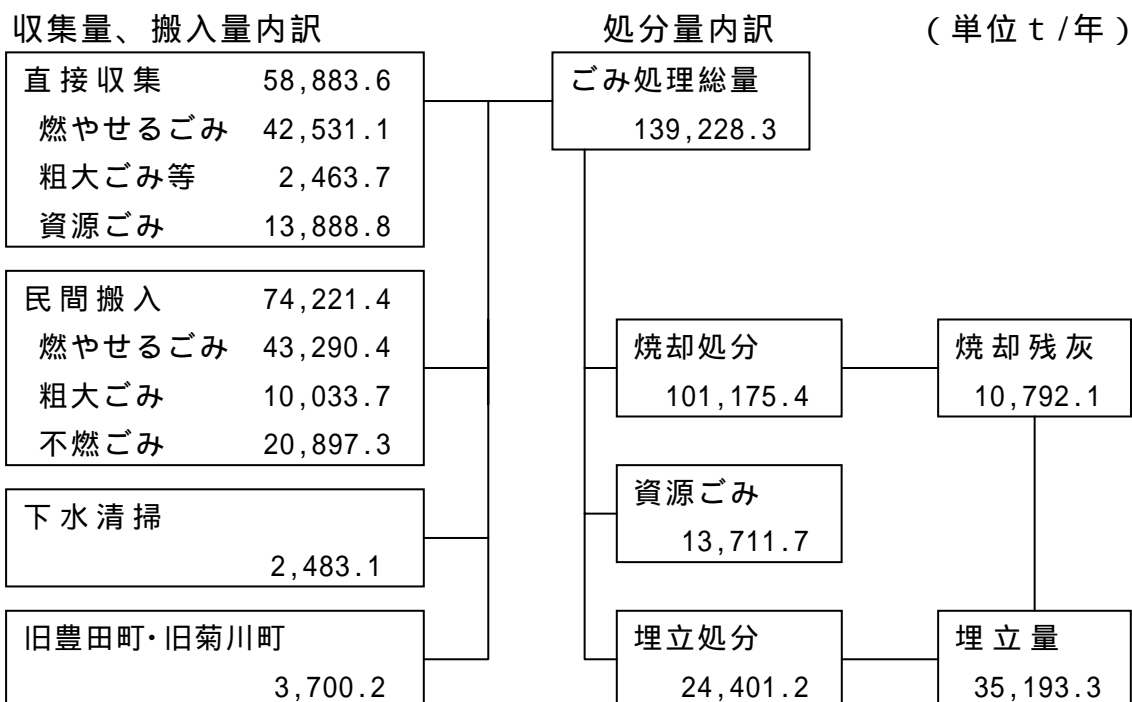 収集量、搬入量内訳
処分量内訳
(単位 t /年)
直接収集 58,883.6
燃やせるごみ 42,531.1
粗大ごみ等 2,463.7
資源ごみ 13,888.8
民間搬入 74,221.4
燃やせるごみ 43,290.4
粗大ごみ 10,033.7
不燃ごみ 20,897.3
下水清掃
2,483.1
旧豊田町・旧菊川町
3,700.2
ごみ処理総量
139,228.3
焼却処分
101,175.4
焼却残灰
10,792.1
資源ごみ
13,711.7
埋立処分
24,401.2
埋立量
35,193.3